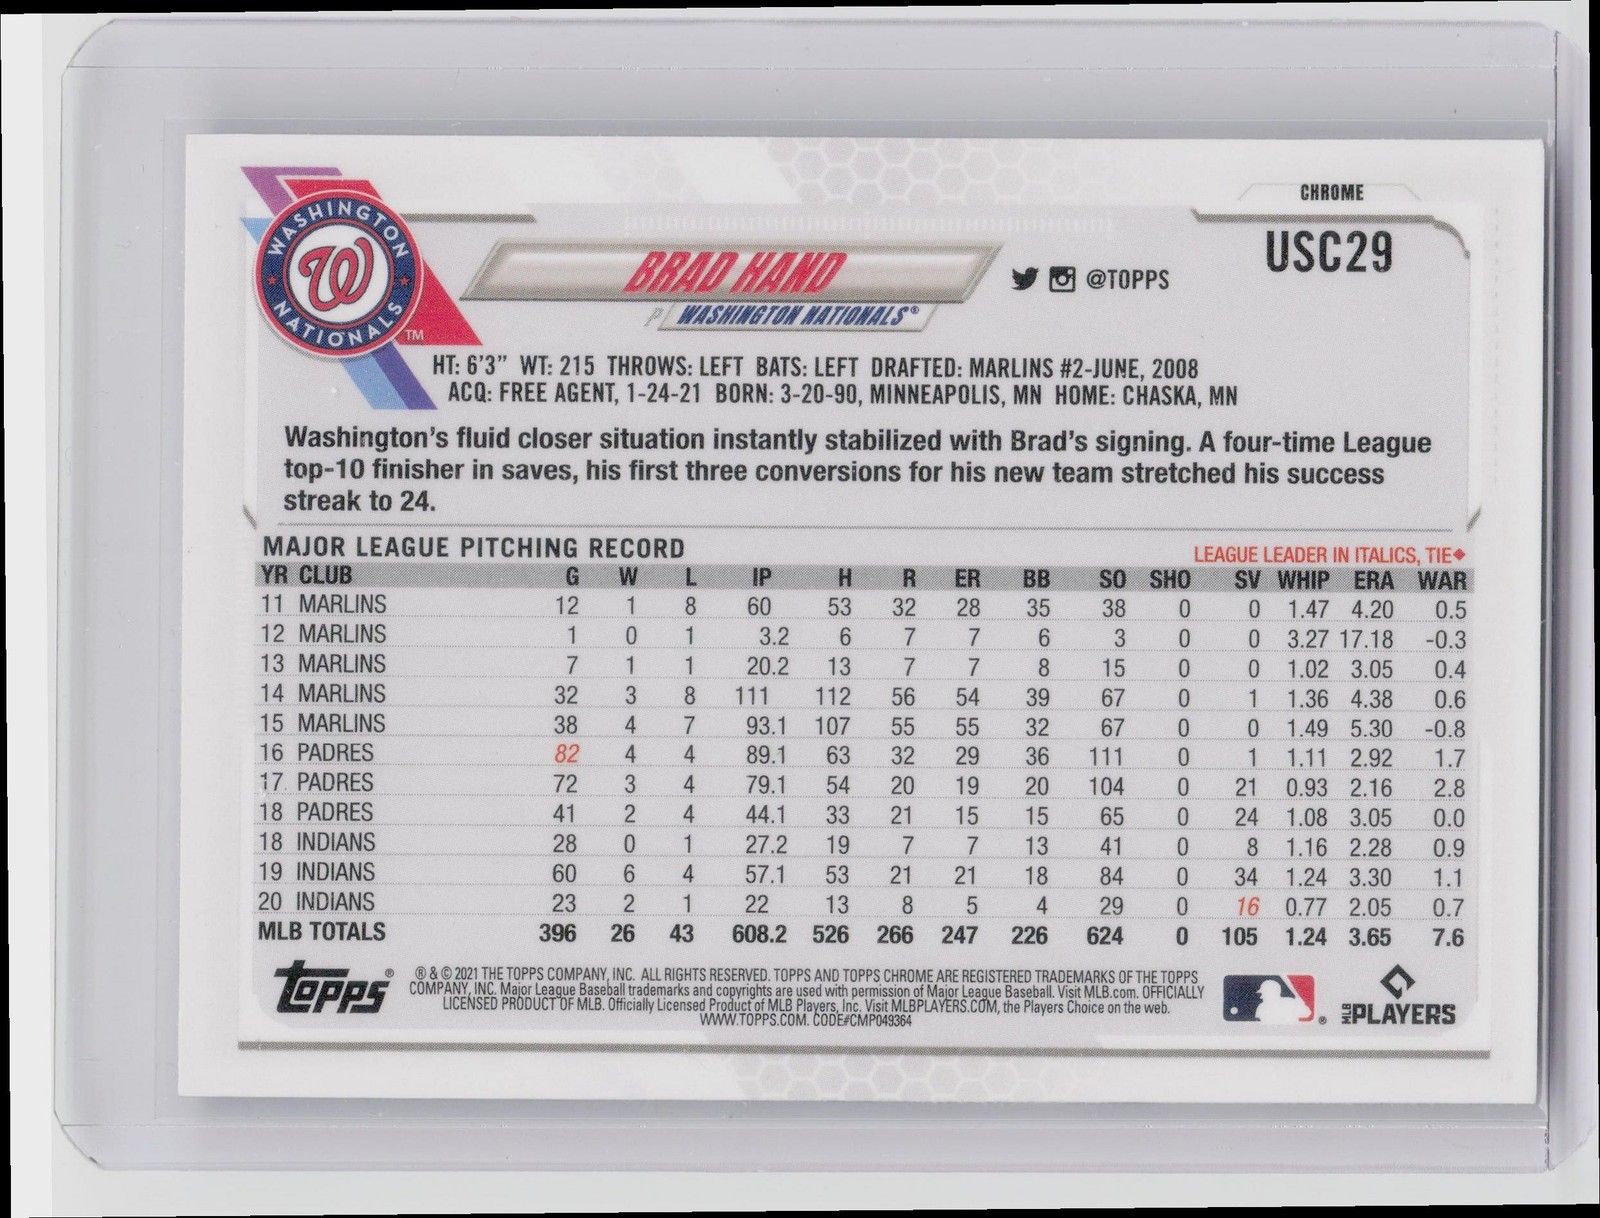 CHROME
USC29
WASHINGTON NATIONALS
W
TM
BRAD HAND
@TOPPS
P WASHINGTON NATIONALS®
HT: 6'3" WT: 215 THROWS: LEFT BATS: LEFT DRAFTED: MARLINS #2-JUNE, 2008
ACQ: FREE AGENT, 1-24-21 BORN: 3-20-90, MINNEAPOLIS, MN HOME: CHASKA, MN
Washington's fluid closer situation instantly stabilized with Brad's signing. A four-time League
top-10 finisher in saves, his first three conversions for his new team stretched his success
streak to 24.
MAJOR LEAGUE PITCHING RECORD
LEAGUE LEADER IN ITALICS, TIE◆
YR CLUB G W L IP H R ER BB SO SHO SV WHIP ERA WAR
11 MARLINS 12 1 8 60 53 32 28 35 38 0 0 1.47 4.20 0.5
12 MARLINS 1 0 1 3.2 6 7 7 6 3 0 0 3.27 17.18 -0.3
13 MARLINS 7 1 1 20.2 13 7 7 8 15 0 0 1.02 3.05 0.4
14 MARLINS 32 3 8 111 112 56 54 39 67 0 1 1.36 4.38 0.6
15 MARLINS 38 4 7 93.1 107 55 55 32 67 0 0 1.49 5.30 -0.8
16 PADRES 82 4 4 89.1 63 32 29 36 111 0 1 1.11 2.92 1.7
17 PADRES 72 3 4 79.1 54 20 19 20 104 0 21 0.93 2.16 2.8
18 PADRES 41 2 4 44.1 33 21 15 15 65 0 24 1.08 3.05 0.0
18 INDIANS 28 0 1 27.2 19 7 7 13 41 0 8 1.16 2.28 0.9
19 INDIANS 60 6 4 57.1 53 21 21 18 84 0 34 1.24 3.30 1.1
20 INDIANS 23 2 1 22 13 8 5 4 29 0 16 0.77 2.05 0.7
MLB TOTALS 396 26 43 608.2 526 266 247 226 624 0 105 1.24 3.65 7.6
Topps®
® & © 2021 THE TOPPS COMPANY, INC. ALL RIGHTS RESERVED. TOPPS AND TOPPS CHROME ARE REGISTERED TRADEMARKS OF THE TOPPS
COMPANY, INC. Major League Baseball trademarks and copyrights are used with permission of Major League Baseball. Visit MLB.com. OFFICIALLY
LICENSED PRODUCT OF MLB. Officially Licensed Product of MLB Players, Inc. Visit MLBPLAYERS.COM, the Players Choice on the web.
WWW.TOPPS.COM. CODE#CMP049364
®
MLB PLAYERS